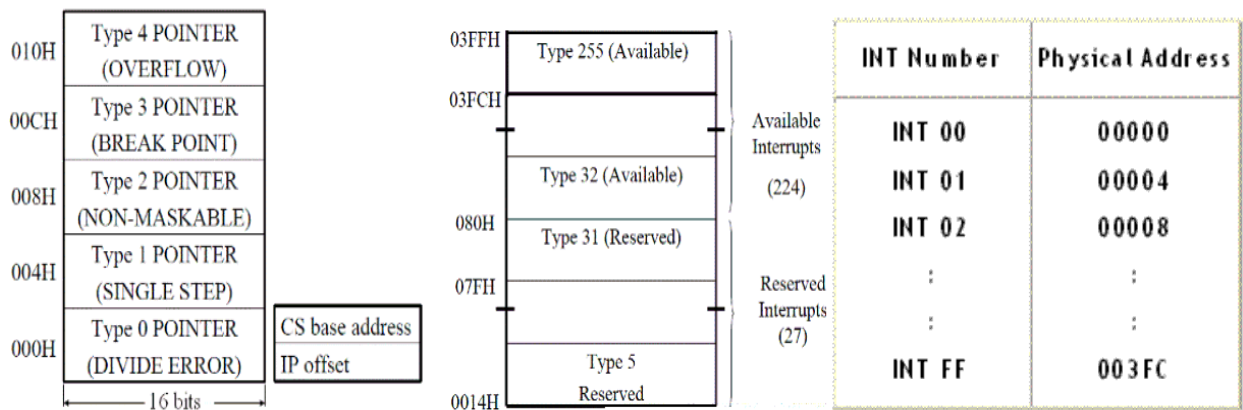 010H
Type 4 POINTER
(OVERFLOW)
00CH
Type 3 POINTER
(BREAK POINT)
008H
Type 2 POINTER
(NON-MASKABLE)
004H
Type 1 POINTER
(SINGLE STEP)
000H
Type 0 POINTER
(DIVIDE ERROR)
CS base address
IP offset
16 bits
03FFH
Type 255 (Available)
03FCH
Available
Interrupts
(224)
Type 32 (Available)
080H
Type 31 (Reserved)
07FH
Reserved
Interrupts
(27)
Type 5
Reserved
0014H
INT Number Physical Address
INT 00 00000
INT 01 00004
INT 02 00008
: :
: :
INT FF 003FC